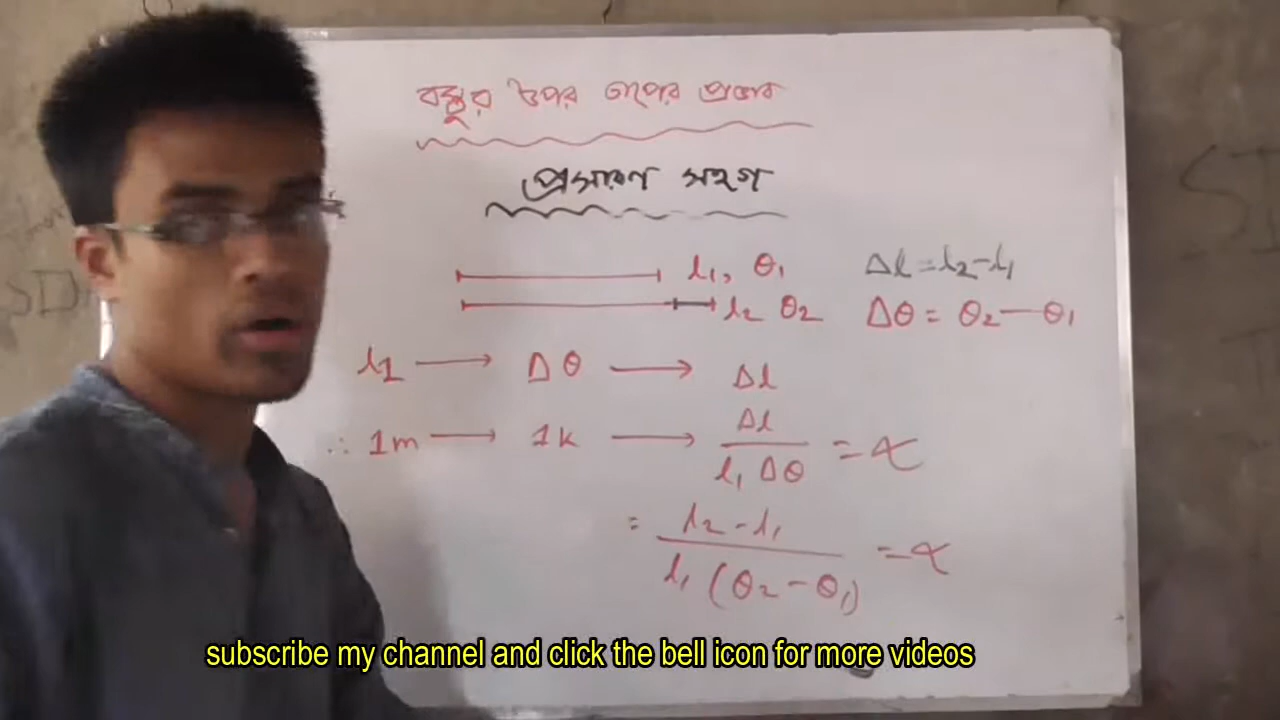 বস্তুর উপর তাপের প্রভাব
প্রসারণ সহগ
l₁, θ₁ Δl = l₂-l₁
l₂ θ₂ Δθ = θ₂ — θ₁
l1 → Δθ → Δl
∴ 1m → 1k → Δl / l₁ Δθ = ∝
= l₂ - l₁ / l₁ (θ₂ - θ₁) = ∝
subscribe my channel and click the bell icon for more videos